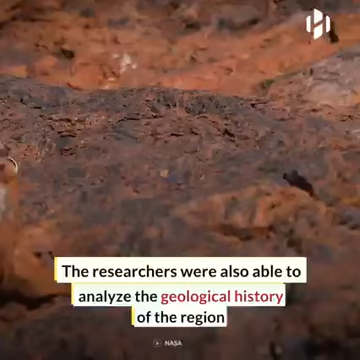 The researchers were also able to
analyze the geological history
of the region
NASA